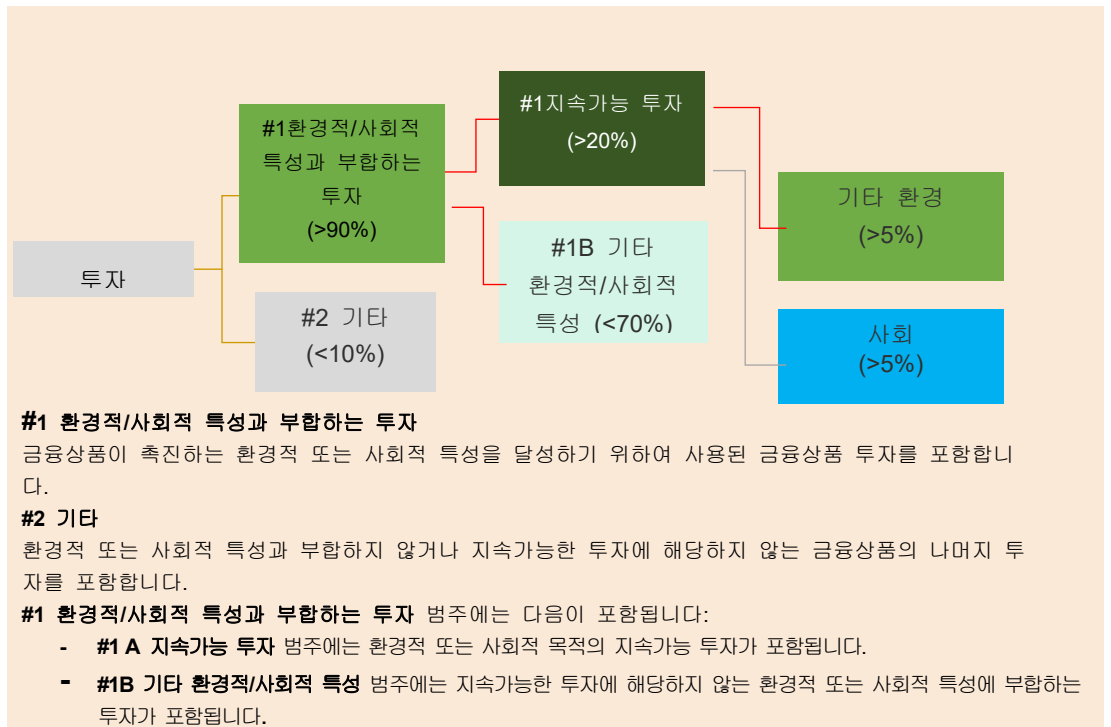 #1지속가능 투자
(>20%)
#1환경적/사회적
특성과 부합하는
투자
(>90%)
기타 환경
(>5%)
#1B 기타
환경적/사회적
특성 (<70%)
투자
#2 기타
(<10%)
사회
(>5%)
#1 환경적/사회적 특성과 부합하는 투자
금융상품이 촉진하는 환경적 또는 사회적 특성을 달성하기 위하여 사용된 금융상품 투자를 포함합니
다.
#2 기타
환경적 또는 사회적 특성과 부합하지 않거나 지속가능한 투자에 해당하지 않는 금융상품의 나머지 투
자를 포함합니다.
#1 환경적/사회적 특성과 부합하는 투자 범주에는 다음이 포함됩니다:
- #1 A 지속가능 투자 범주에는 환경적 또는 사회적 목적의 지속가능 투자가 포함됩니다.
- #1B 기타 환경적/사회적 특성 범주에는 지속가능한 투자에 해당하지 않는 환경적 또는 사회적 특성에 부합하는
투자가 포함됩니다.